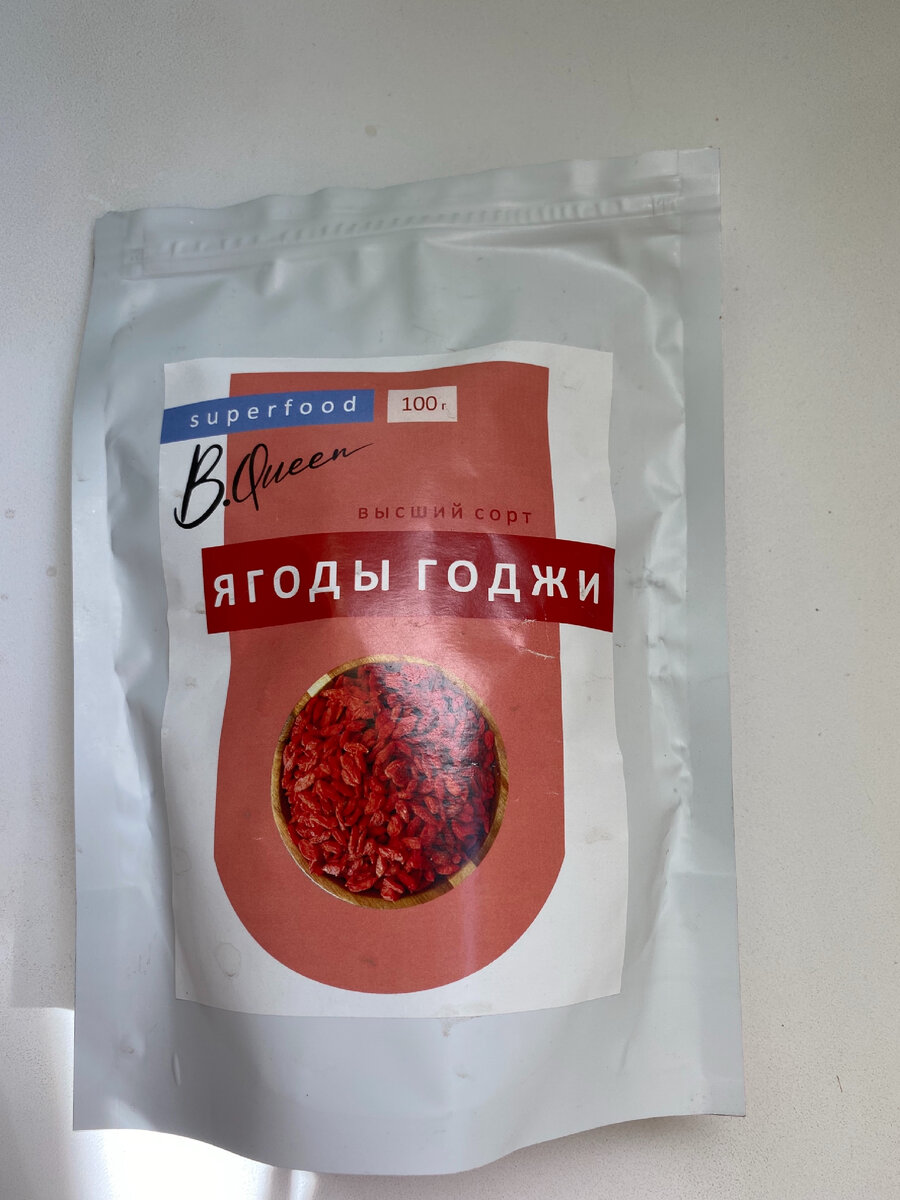 superfood
100 г
B.Queen
высший сорт
ЯГОДЫ ГОДЖИ